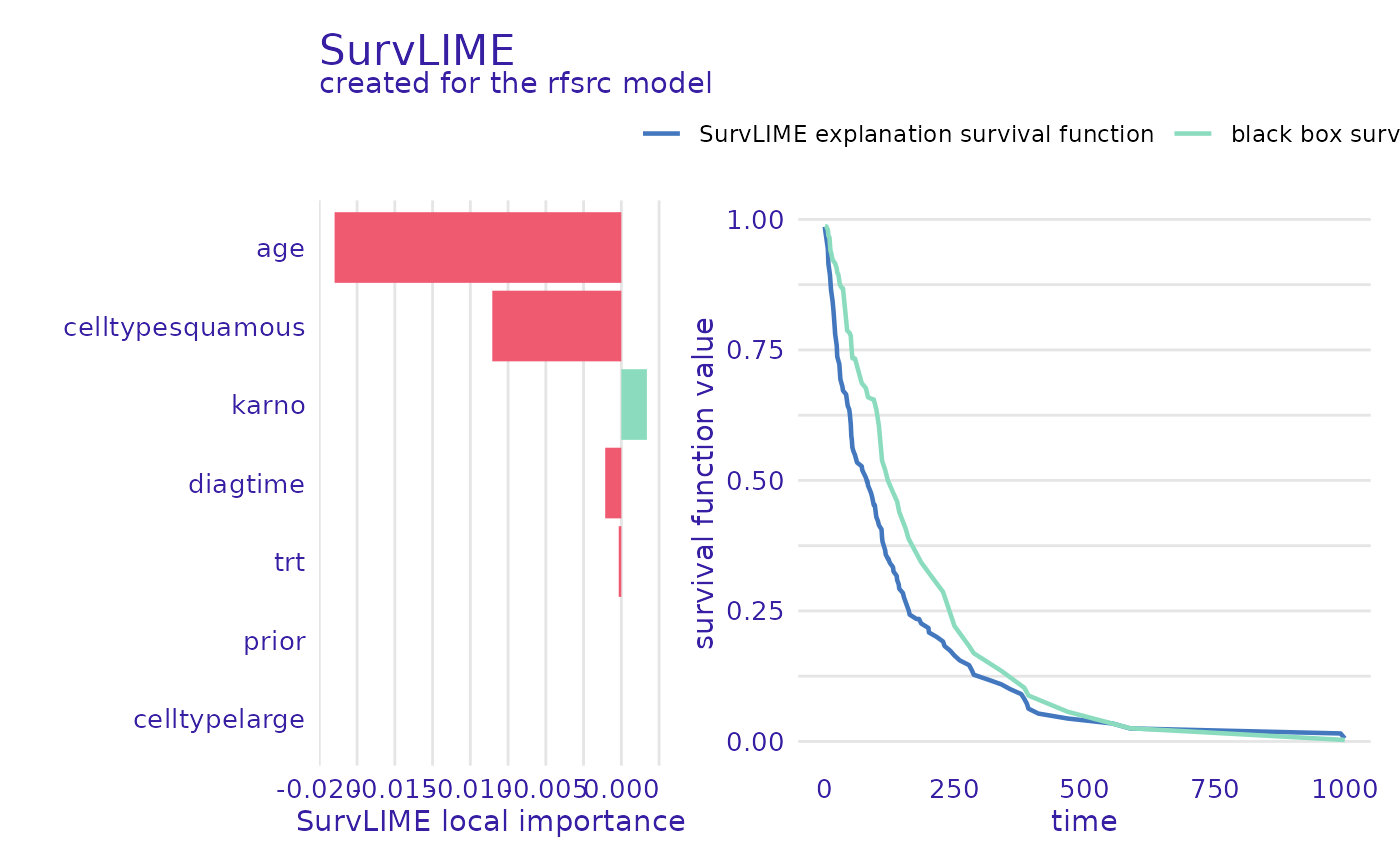 SurvLIME
created for the rfsrc model
SurvLIME explanation survival function
black box surv
age
celltypesquamous
karno
diagtime
trt
prior
celltypelarge
-0.020 -0.015 -0.010 -0.005 0.000
SurvLIME local importance
survival function value
1.00
0.75
0.50
0.25
0.00
0 250 500 750 1000
time